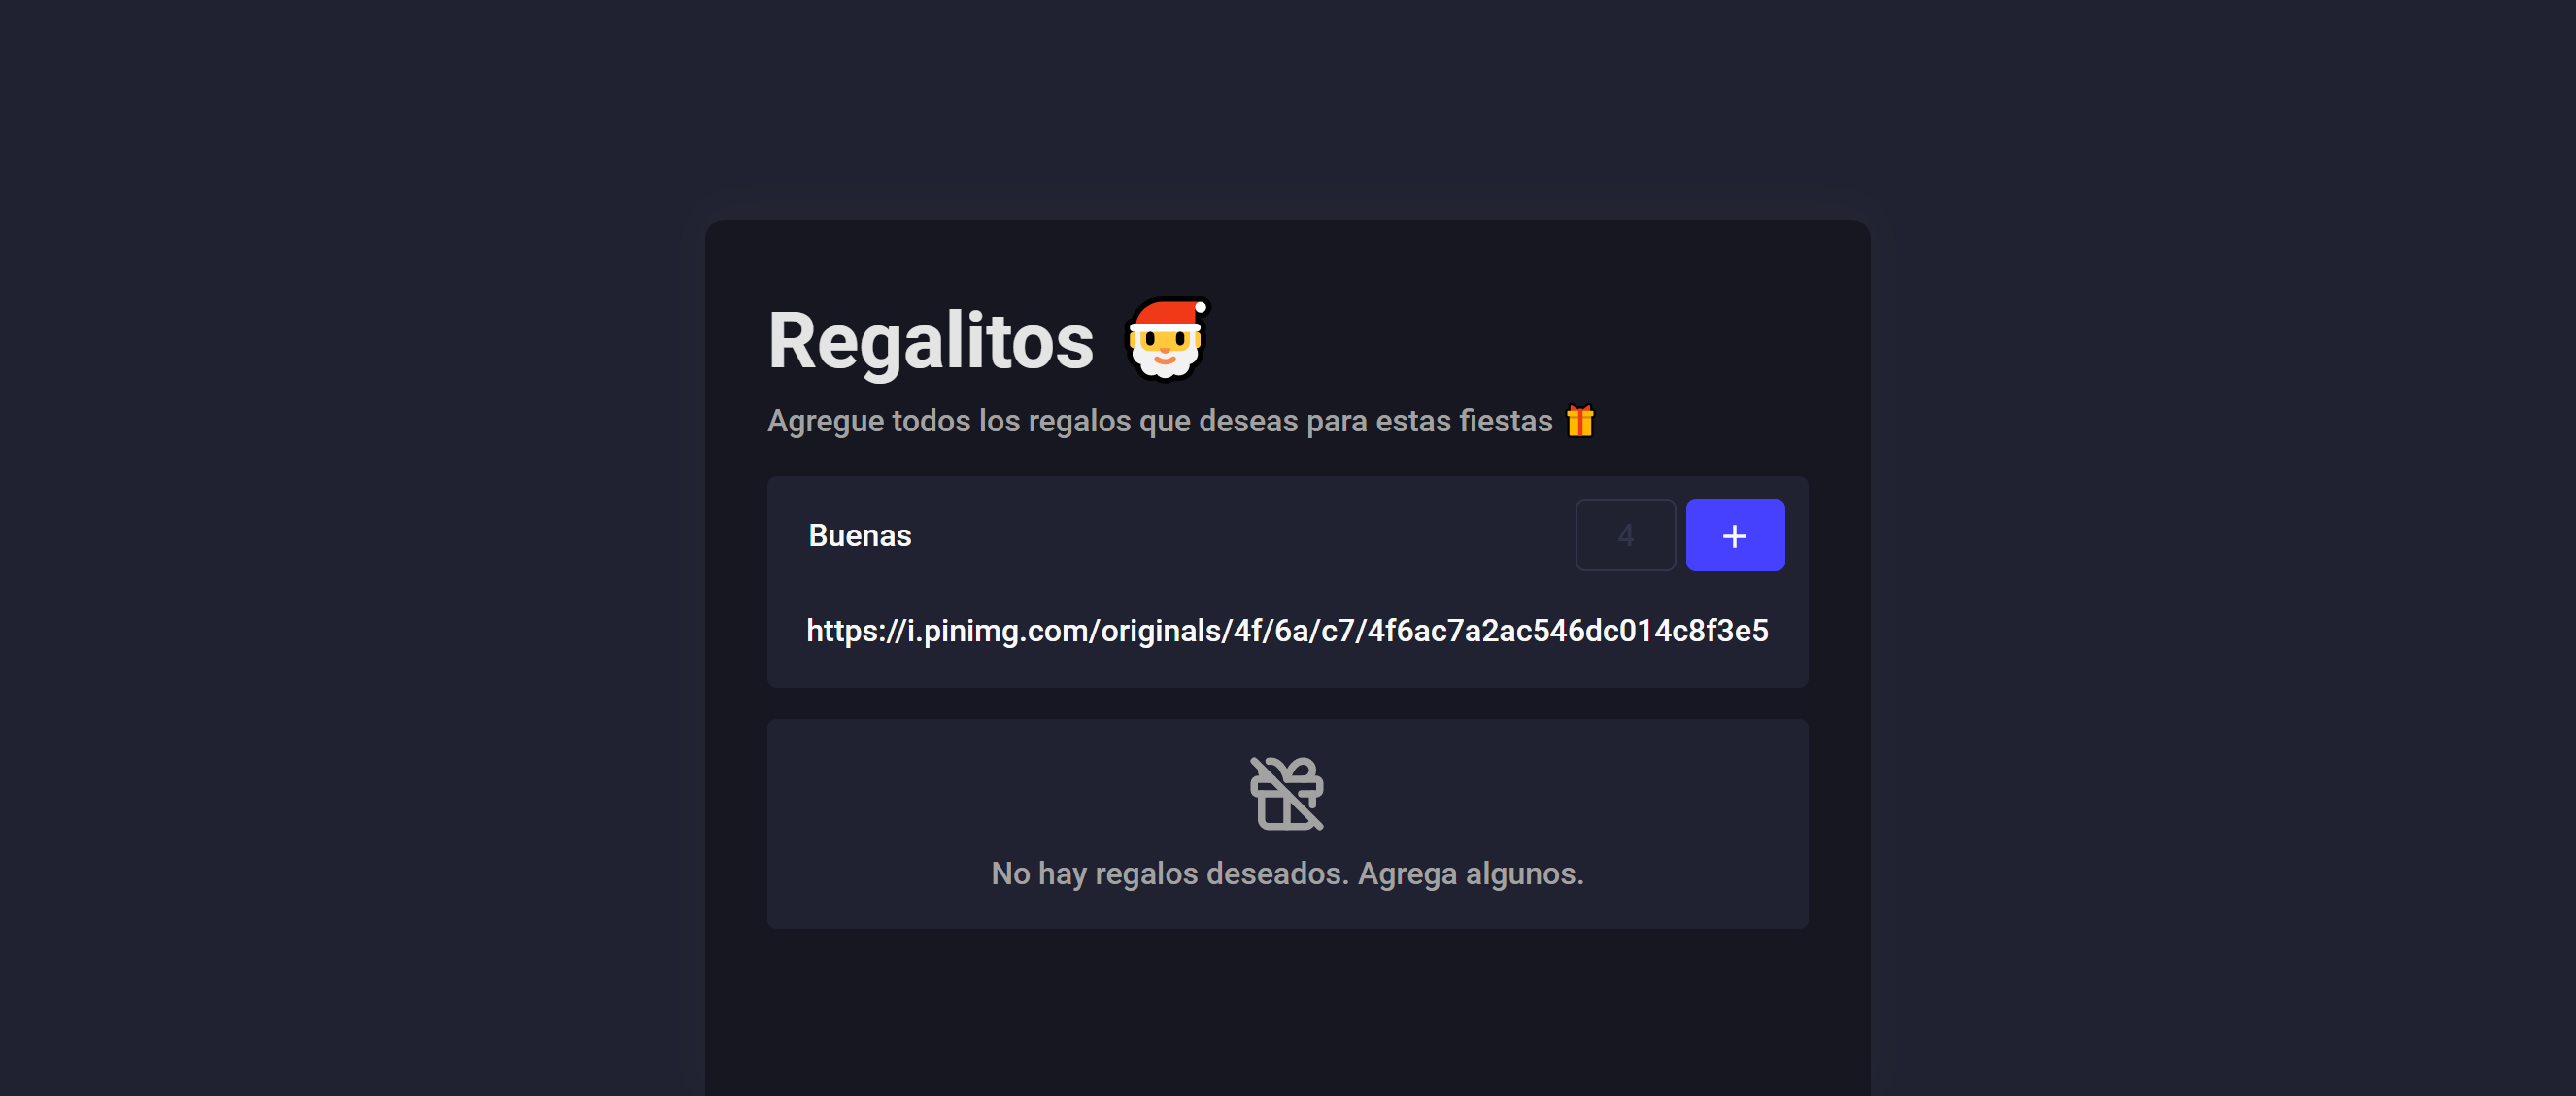 Regalitos 🎅
Agregue todos los regalos que deseas para estas fiestas 🎁
Buenas 4 +
https://i.pinimg.com/originals/4f/6a/c7/4f6ac7a2ac546dc014c8f3e5
No hay regalos deseados. Agrega algunos.